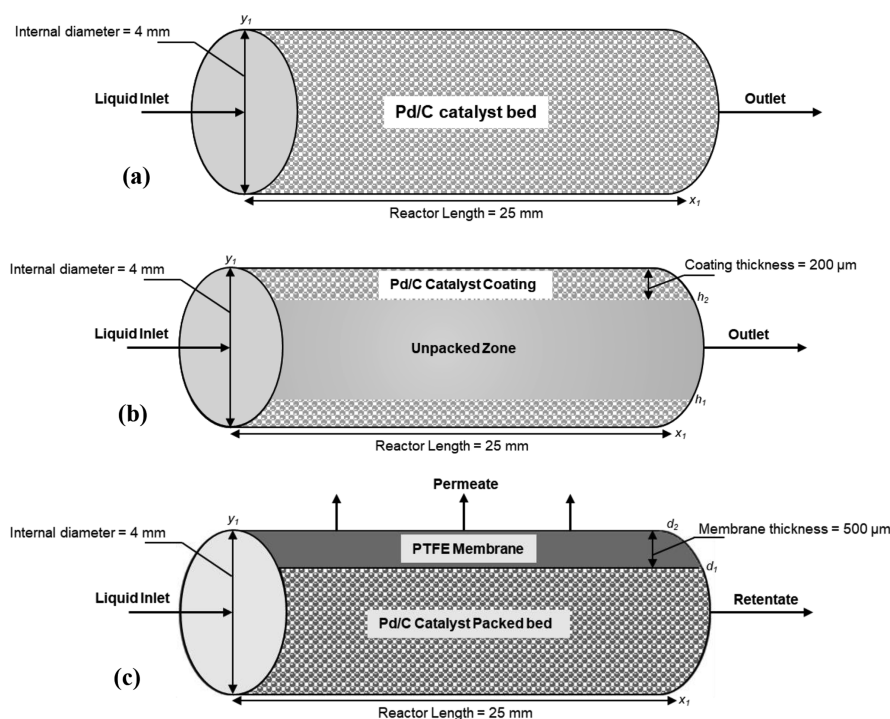 y₁
Internal diameter = 4 mm
Liquid Inlet
Pd/C catalyst bed
Outlet
(a)
x₁
Reactor Length = 25 mm
y₁
Internal diameter = 4 mm
Coating thickness = 200 µm
Pd/C Catalyst Coating
h₂
Liquid Inlet
Unpacked Zone
Outlet
(b)
h₁
x₁
Reactor Length = 25 mm
Permeate
y₁
d₂
Internal diameter = 4 mm
Membrane thickness = 500 µm
PTFE Membrane
d₁
Liquid Inlet
Pd/C Catalyst Packed bed
Retentate
(c)
x₁
Reactor Length = 25 mm